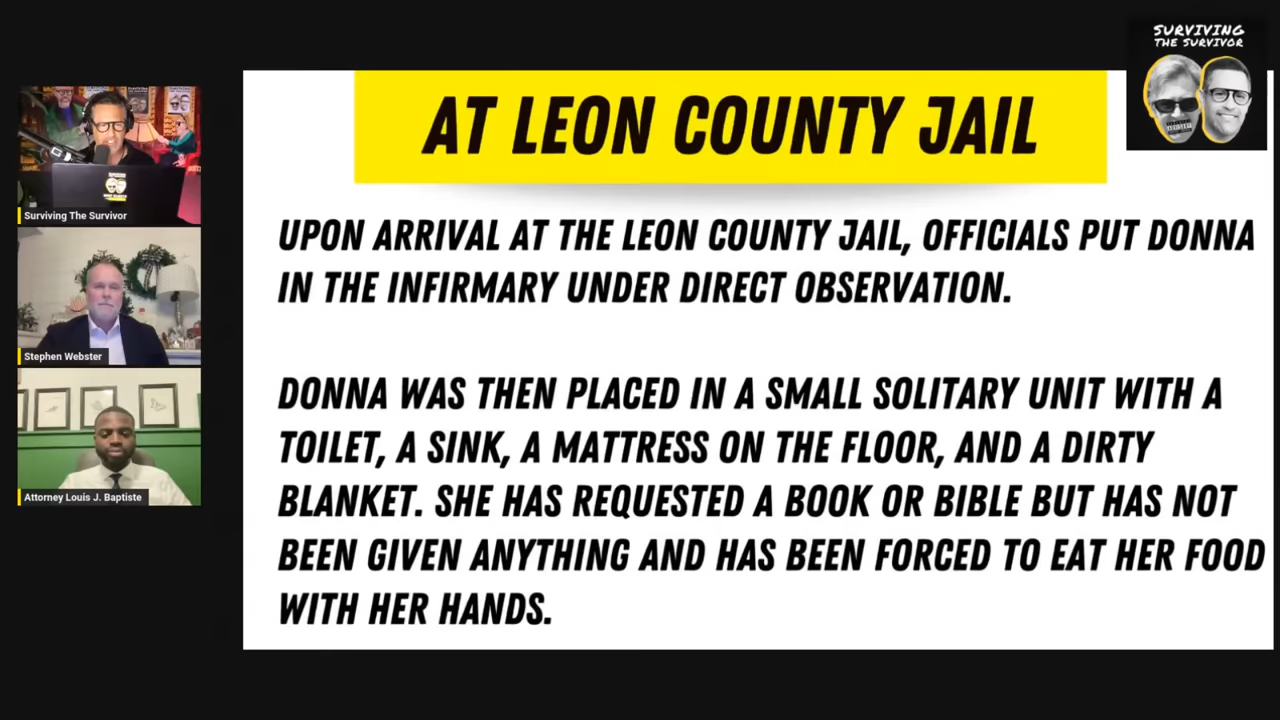 SURVIVING
THE SURVIVOR
AT LEON COUNTY JAIL
UPON ARRIVAL AT THE LEON COUNTY JAIL, OFFICIALS PUT DONNA
IN THE INFIRMARY UNDER DIRECT OBSERVATION.
DONNA WAS THEN PLACED IN A SMALL SOLITARY UNIT WITH A
TOILET, A SINK, A MATTRESS ON THE FLOOR, AND A DIRTY
BLANKET. SHE HAS REQUESTED A BOOK OR BIBLE BUT HAS NOT
BEEN GIVEN ANYTHING AND HAS BEEN FORCED TO EAT HER FOOD
WITH HER HANDS.
Surviving The Survivor
Stephen Webster
Attorney Louis J. Baptiste